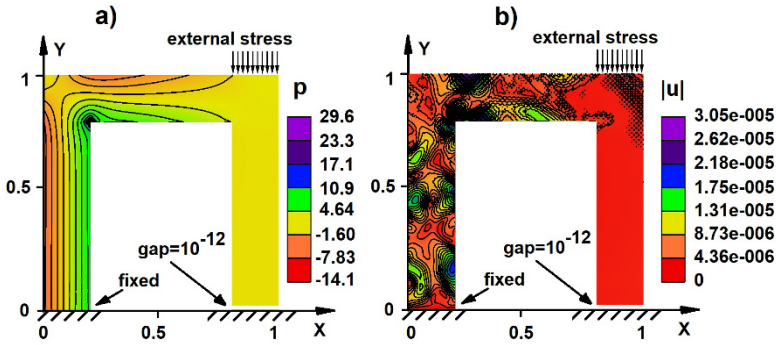 a)
external stress
Y
1
p
29.6
23.3
17.1
10.9
4.64
-1.60
-7.83
-14.1
0.5
gap=10^-12
fixed
0
0
0.5
1
X
b)
external stress
Y
1
|u|
3.05e-005
2.62e-005
2.18e-005
1.75e-005
1.31e-005
8.73e-006
4.36e-006
0
0.5
gap=10^-12
fixed
0
0
0.5
1
X